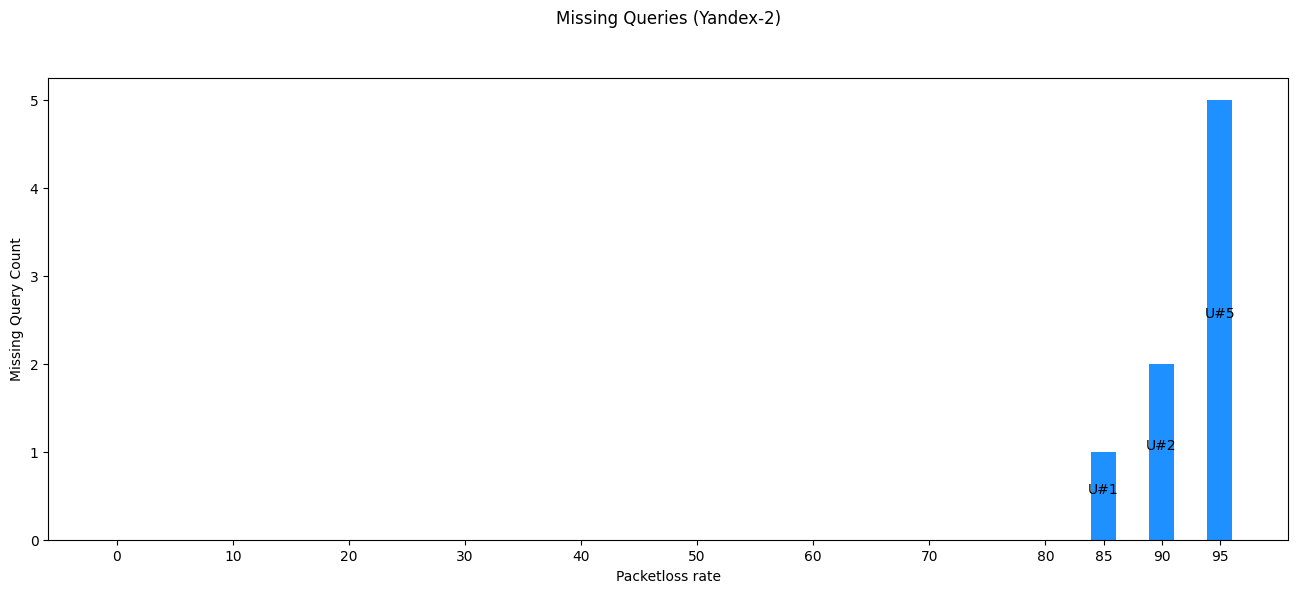 Missing Queries (Yandex-2)
Missing Query Count
5
4
3
2
1
0
U#1
U#2
U#5
0 10 20 30 40 50 60 70 80 85 90 95
Packetloss rate